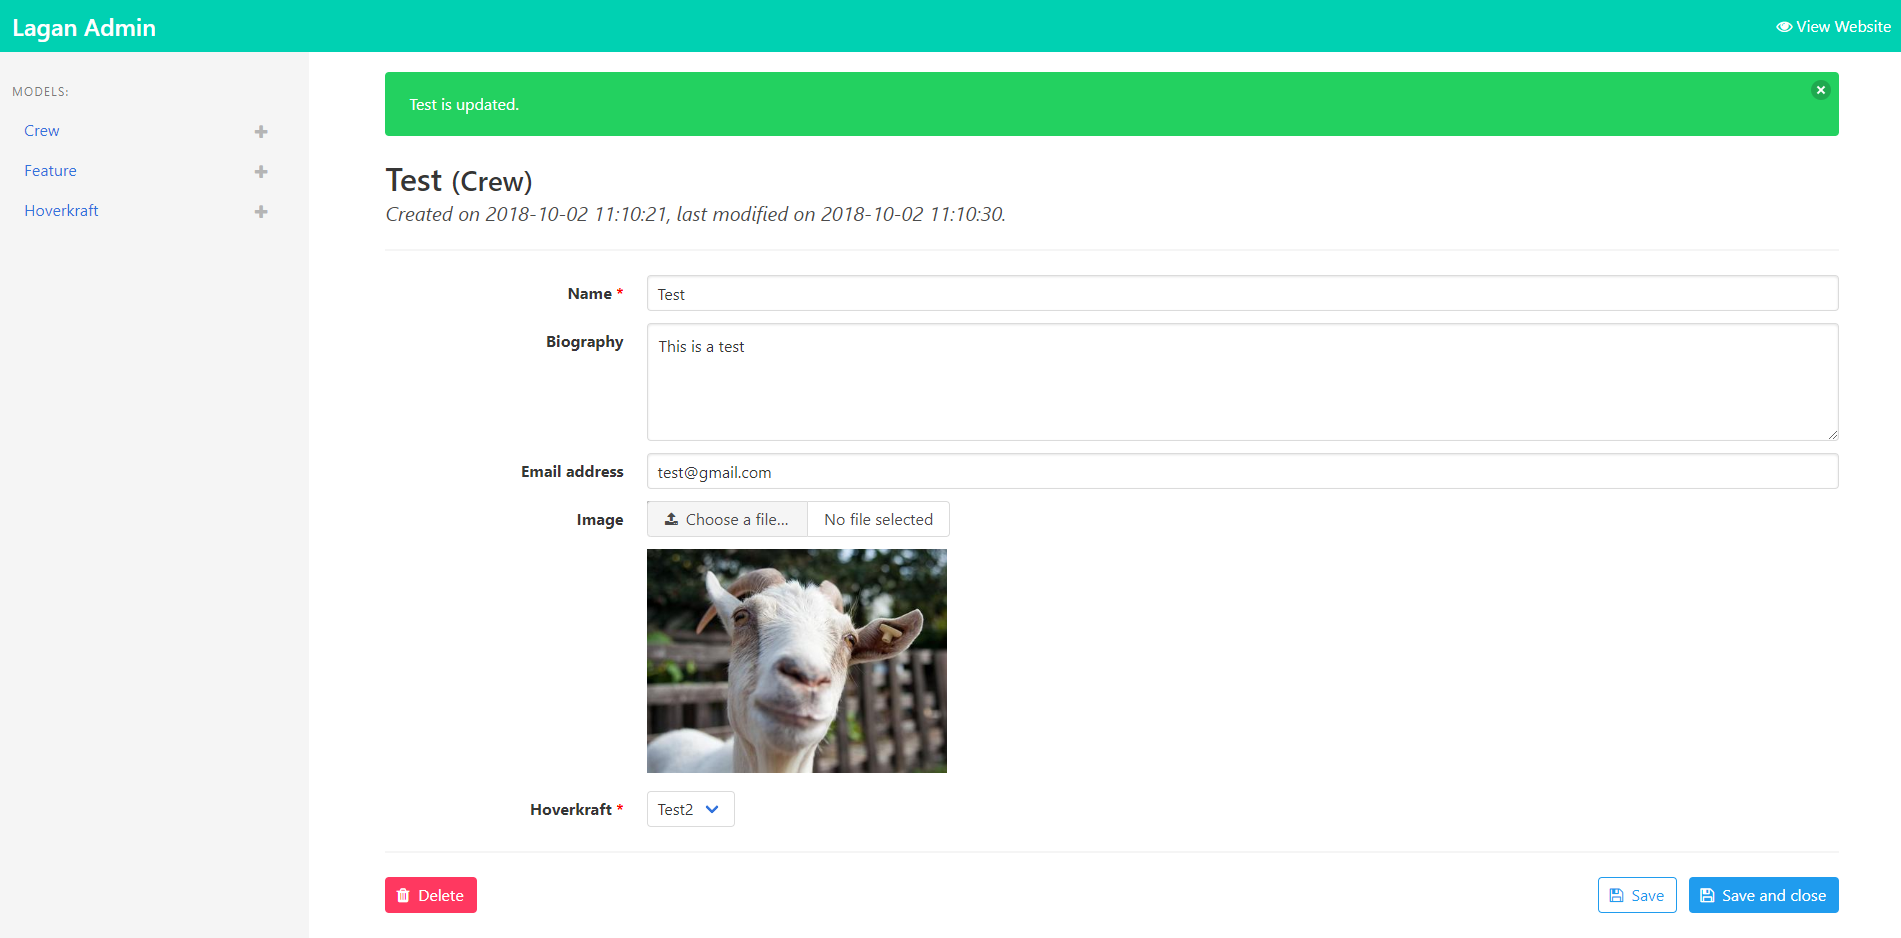 Lagan Admin
View Website
MODELS:
Crew
Feature
Hoverkraft
Test is updated.
Test (Crew)
Created on 2018-10-02 11:10:21, last modified on 2018-10-02 11:10:30.
Name * Test
Biography This is a test
Email address test@gmail.com
Image Choose a file... No file selected
Hoverkraft * Test2
Delete Save Save and close